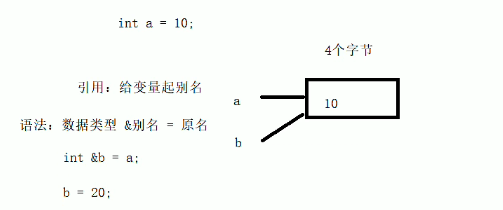 int a = 10;
4个字节
引用：给变量起别名
a
10
语法：数据类型 &别名 = 原名
b
int &b = a;
b = 20;